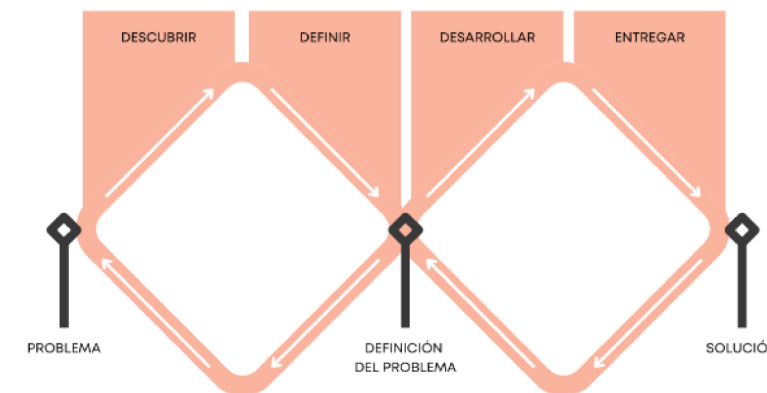 DESCUBRIR
DEFINIR
DESARROLLAR
ENTREGAR
PROBLEMA
DEFINICIÓN
DEL PROBLEMA
SOLUCIÓ